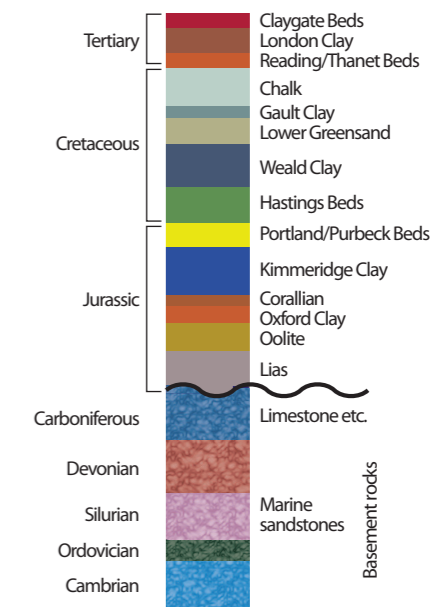 Tertiary
Claygate Beds
London Clay
Reading/Thanet Beds
Cretaceous
Chalk
Gault Clay
Lower Greensand
Weald Clay
Hastings Beds
Jurassic
Portland/Purbeck Beds
Kimmeridge Clay
Corallian
Oxford Clay
Oolite
Lias
Carboniferous
Limestone etc.
Devonian
Silurian
Ordovician
Cambrian
Marine
sandstones
Basement rocks